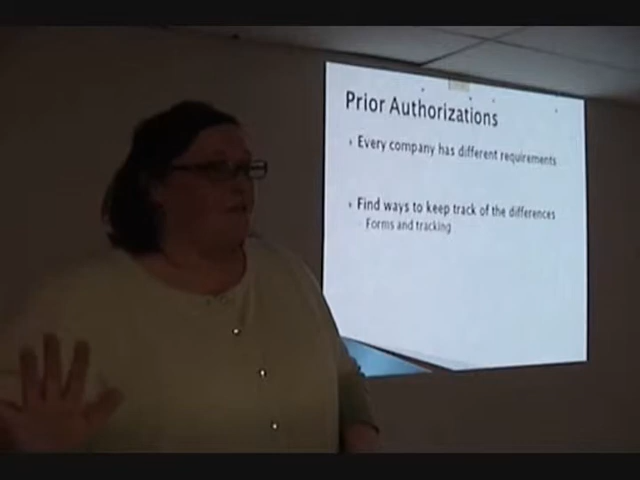 Prior Authorizations
Every company has different requirements
Find ways to keep track of the differences
Forms and tracking